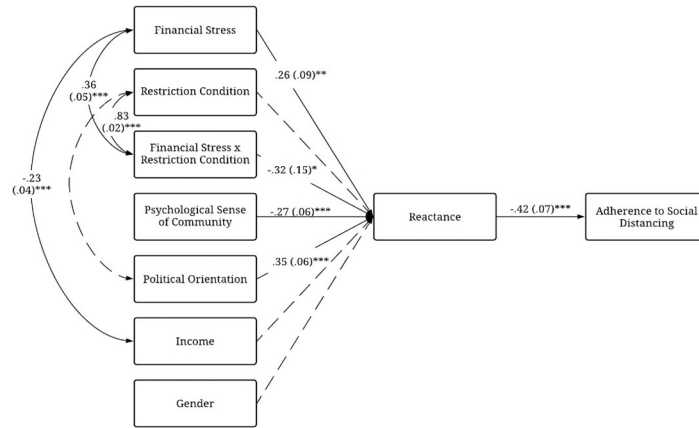 Financial Stress
.26 (.09)**
.36
(.05)***
Restriction Condition
.83
(.02)***
Financial Stress x
Restriction Condition
-.32 (.15)*
-.23
(.04)***
Psychological Sense
of Community
-.27 (.06)***
Reactance
-.42 (.07)***
Adherence to Social
Distancing
.35 (.06)***
Political Orientation
Income
Gender